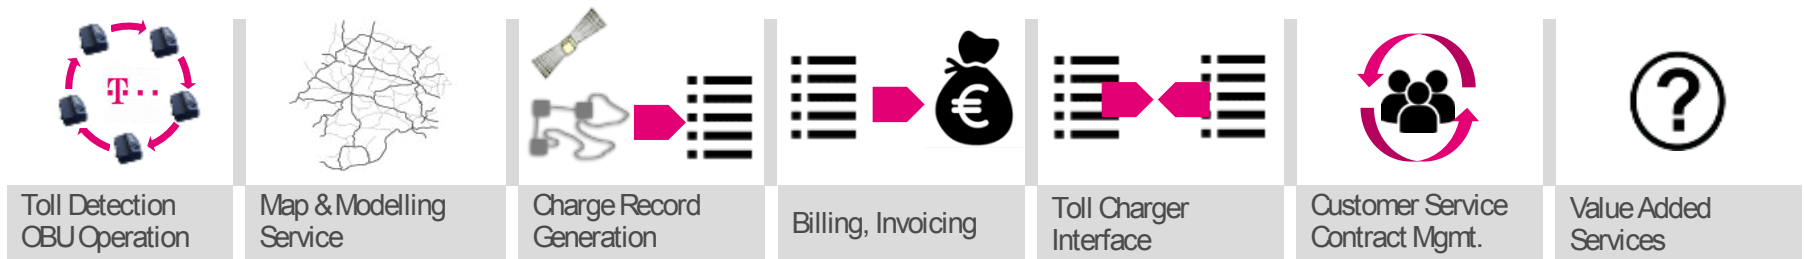 T··
€
?
Toll Detection
OBU Operation
Map & Modelling
Service
Charge Record
Generation
Billing, Invoicing
Toll Charger
Interface
Customer Service
Contract Mgmt.
Value Added
Services